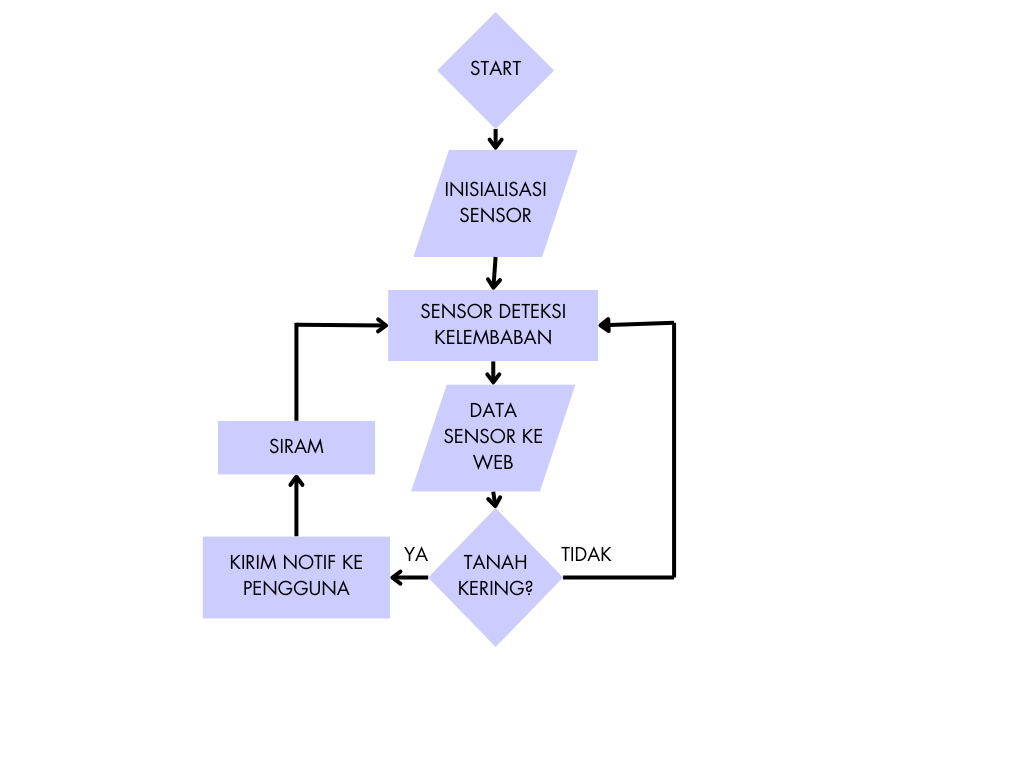 START
INISIALISASI
SENSOR
SENSOR DETEKSI
KELEMBABAN
DATA
SENSOR KE
WEB
SIRAM
YA
TIDAK
TANAH
KERING?
KIRIM NOTIF KE
PENGGUNA